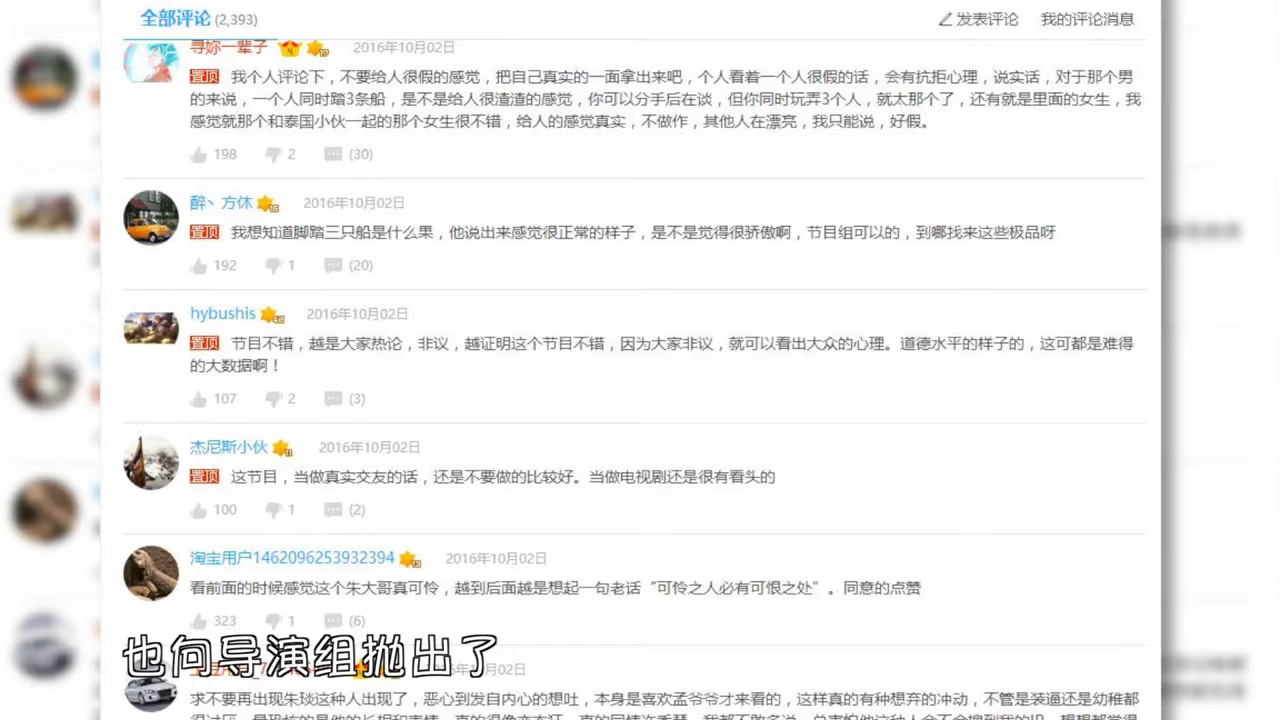 全部评论 (2,393)
发表评论 我的评论消息
寻妳一辈子 2016年10月02日
置顶 我个人评论下，不要给人很假的感觉，把自己真实的一面拿出来吧，个人看着一个人很假的话，会有抗拒心理，说实话，对于那个男
的来说，一个人同时踏3条船，是不是给人很渣渣的感觉，你可以分手后在谈，但你同时玩弄3个人，就太那个了，还有就是里面的女生，我
感觉就那个和泰国小伙一起的那个女生很不错，给人的感觉真实，不做作，其他人在漂亮，我只能说，好假。
198 2 (30)
醉丶方休 2016年10月02日
置顶 我想知道脚踏三只船是什么果，他说出来感觉很正常的样子，是不是觉得很骄傲啊，节目组可以的，到哪找来这些极品呀
192 1 (20)
hybushis 2016年10月02日
置顶 节目不错，越是大家热论，非议，越证明这个节目不错，因为大家非议，就可以看出大众的心理。道德水平的样子的，这可都是难得
的大数据啊！
107 2 (3)
杰尼斯小伙 2016年10月02日
置顶 这节目，当做真实交友的话，还是不要做的比较好。当做电视剧还是很有看头的
100 1 (2)
淘宝用户1462096253932394 2016年10月02日
看前面的时候感觉这个朱大哥真可怜，越到后面越是想起一句老话“可怜之人必有可恨之处”。同意的点赞
323 1 (6)
也向导演组抛出了
年10月02日
求不要再出现朱琰这种人出现了，恶心到发自内心的想吐，本身是喜欢孟爷爷才来看的，这样真的有种想弃的冲动，不管是装逼还是幼稚都